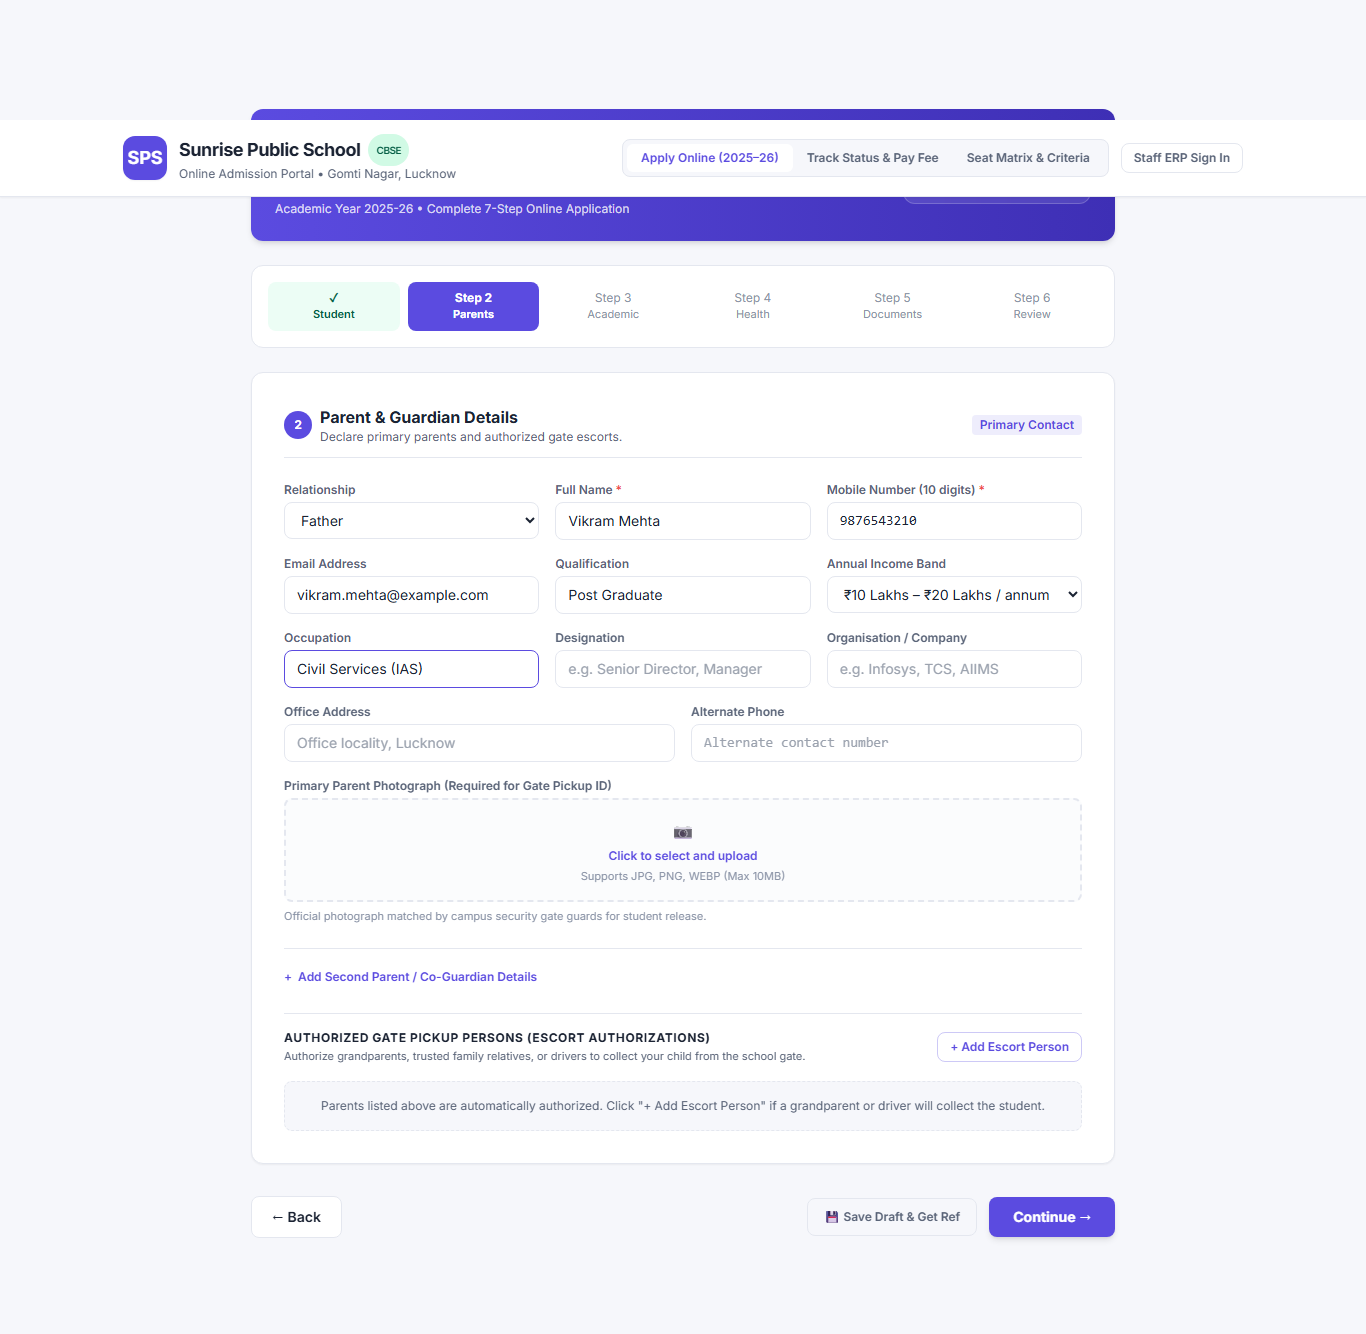 SPS
Sunrise Public School CBSE
Online Admission Portal • Gomti Nagar, Lucknow
Apply Online (2025–26) Track Status & Pay Fee Seat Matrix & Criteria Staff ERP Sign In
Academic Year 2025-26 • Complete 7-Step Online Application
✓ Step 2 Step 3 Step 4 Step 5 Step 6
Student Parents Academic Health Documents Review
2 Parent & Guardian Details
Declare primary parents and authorized gate escorts.
Primary Contact
Relationship Full Name * Mobile Number (10 digits) *
Father Vikram Mehta 9876543210
Email Address Qualification Annual Income Band
vikram.mehta@example.com Post Graduate ₹10 Lakhs – ₹20 Lakhs / annum
Occupation Designation Organisation / Company
Civil Services (IAS) e.g. Senior Director, Manager e.g. Infosys, TCS, AIIMS
Office Address Alternate Phone
Office locality, Lucknow Alternate contact number
Primary Parent Photograph (Required for Gate Pickup ID)
Click to select and upload
Supports JPG, PNG, WEBP (Max 10MB)
Official photograph matched by campus security gate guards for student release.
+ Add Second Parent / Co-Guardian Details
AUTHORIZED GATE PICKUP PERSONS (ESCORT AUTHORIZATIONS)
Authorize grandparents, trusted family relatives, or drivers to collect your child from the school gate.
+ Add Escort Person
Parents listed above are automatically authorized. Click "+ Add Escort Person" if a grandparent or driver will collect the student.
← Back 💾 Save Draft & Get Ref Continue →